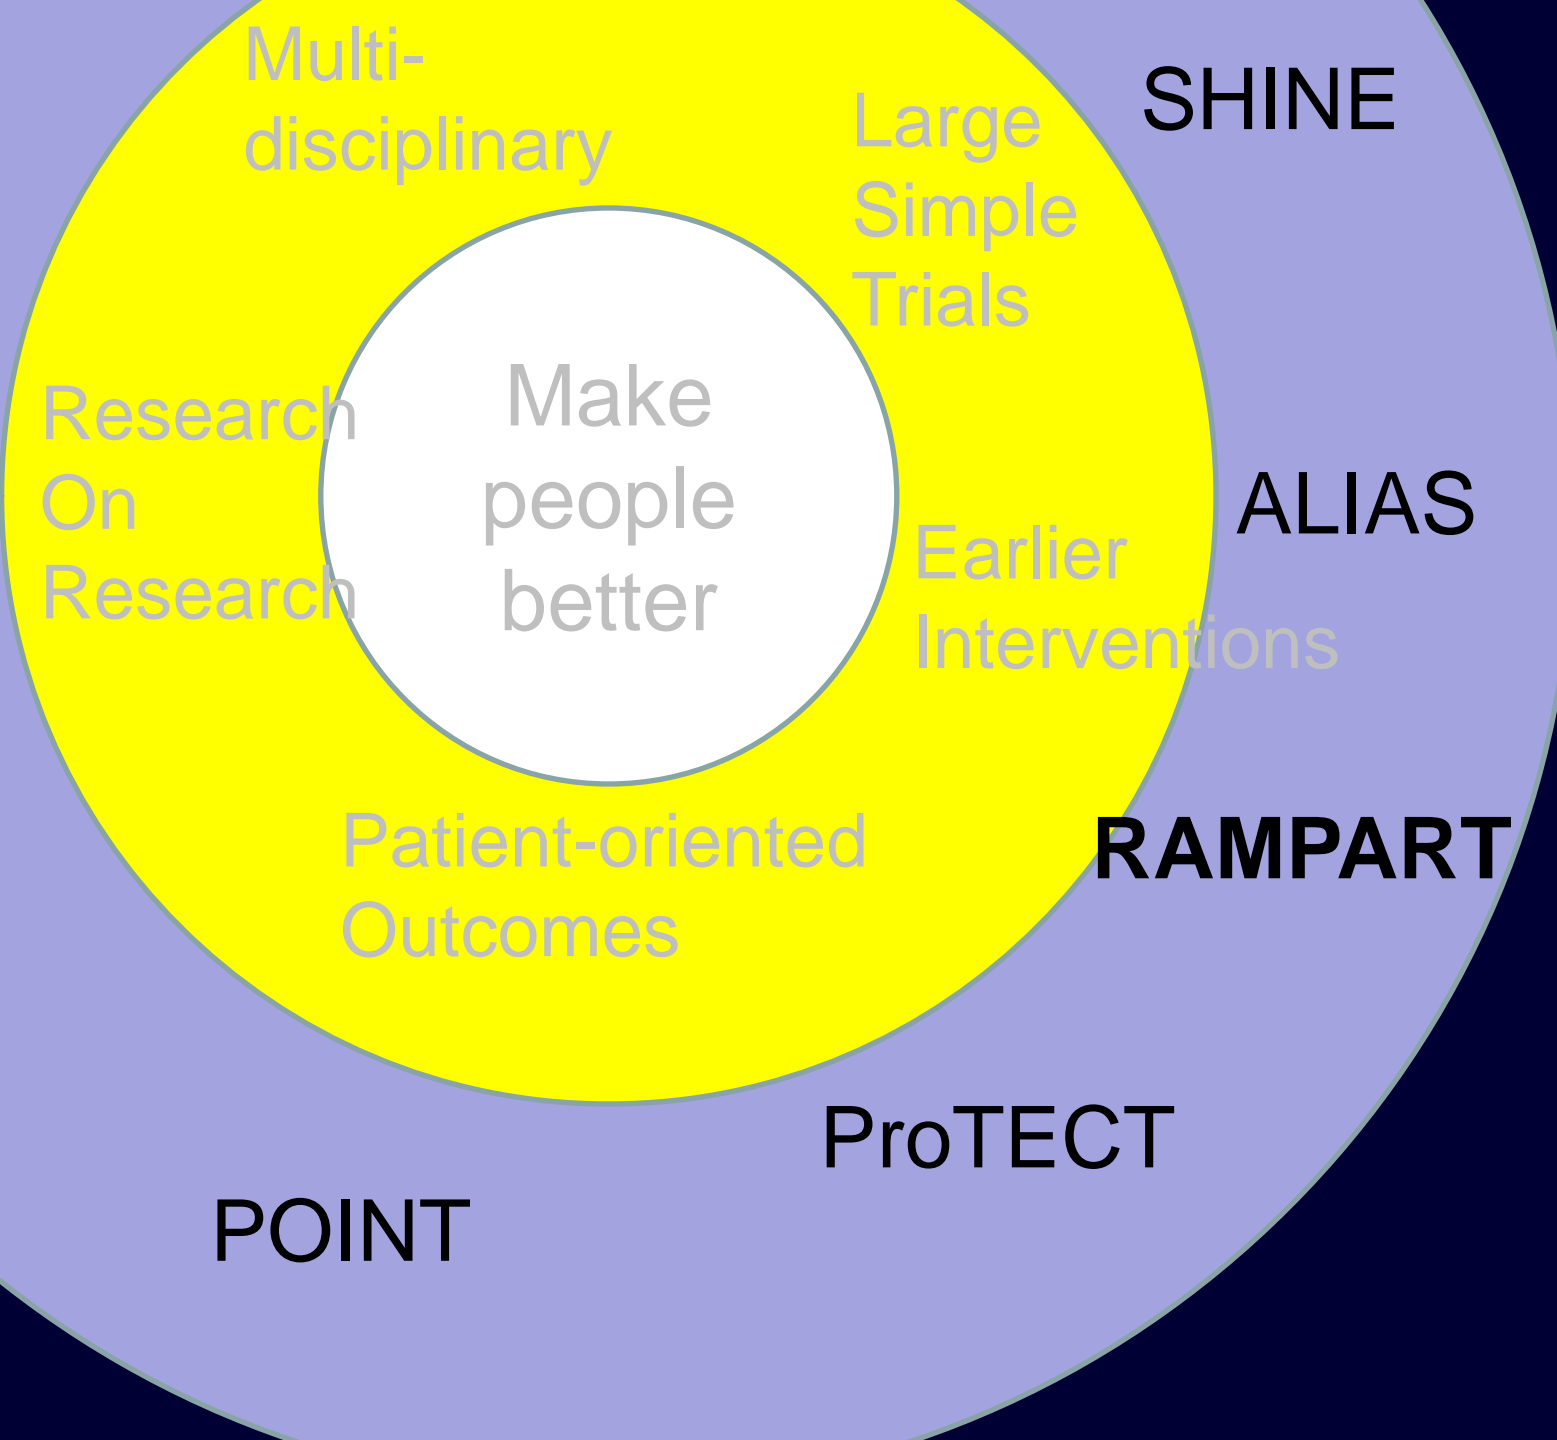 Multi-
disciplinary
Large
Simple
Trials
SHINE
Research
On
Research
Make
people
better
ALIAS
Earlier
Interventions
Patient-oriented
Outcomes
RAMPART
ProTECT
POINT